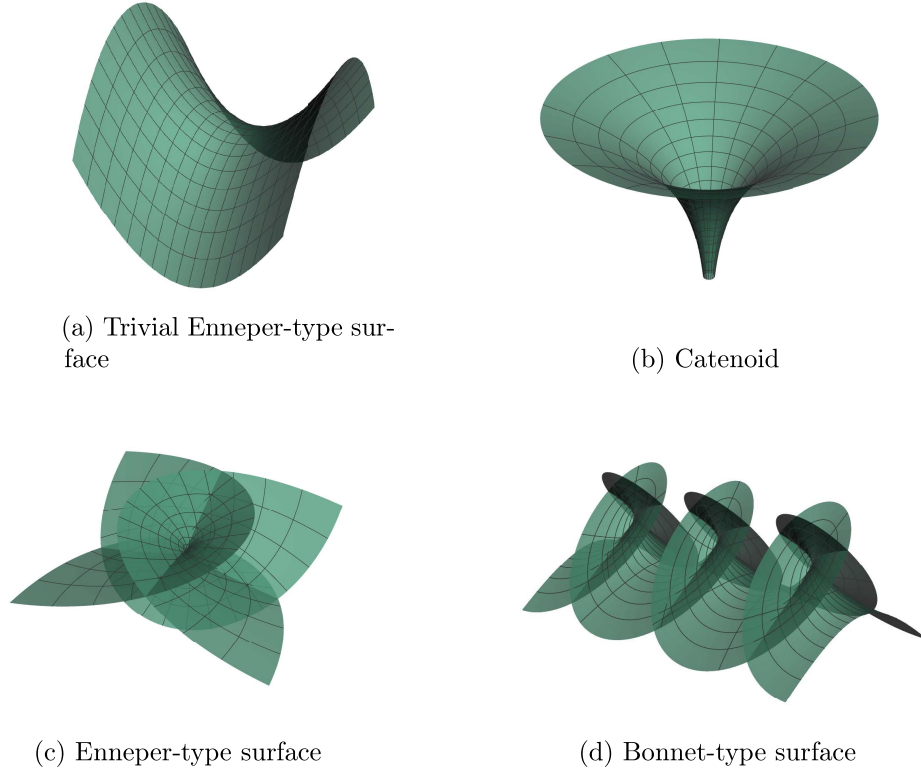 (a) Trivial Enneper-type sur-
face
(b) Catenoid
(c) Enneper-type surface
(d) Bonnet-type surface